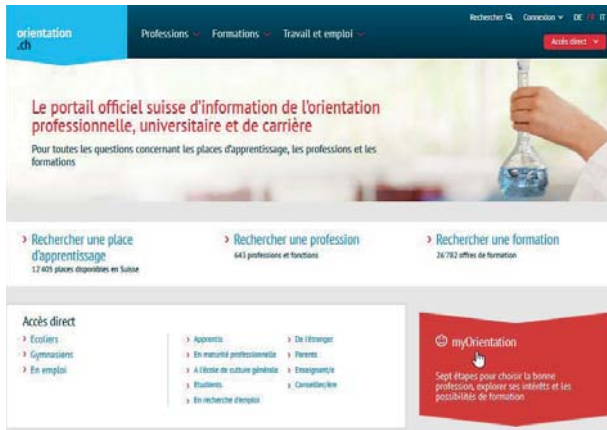 Rechercher Connexion DE FR IT
orientation
.ch
Professions Formations Travail et emploi
Accès direct
Le portail officiel suisse d'information de l'orientation
professionnelle, universitaire et de carrière
Pour toutes les questions concernant les places d'apprentissage, les professions et les
formations
Rechercher une place
d'apprentissage
12'405 places disponibles en Suisse
Rechercher une profession
643 professions et fonctions
Rechercher une formation
26'782 offres de formation
Accès direct
Ecoliers
Gymnasiens
En emploi
Apprentis
En maturité professionnelle
A l'école de culture générale
Etudiants
En recherche d'emploi
De l'étranger
Parents
Enseignant/e
Conseiller/ère
myOrientation
Sept étapes pour choisir la bonne
profession, explorer ses intérêts et les
possibilités de formation